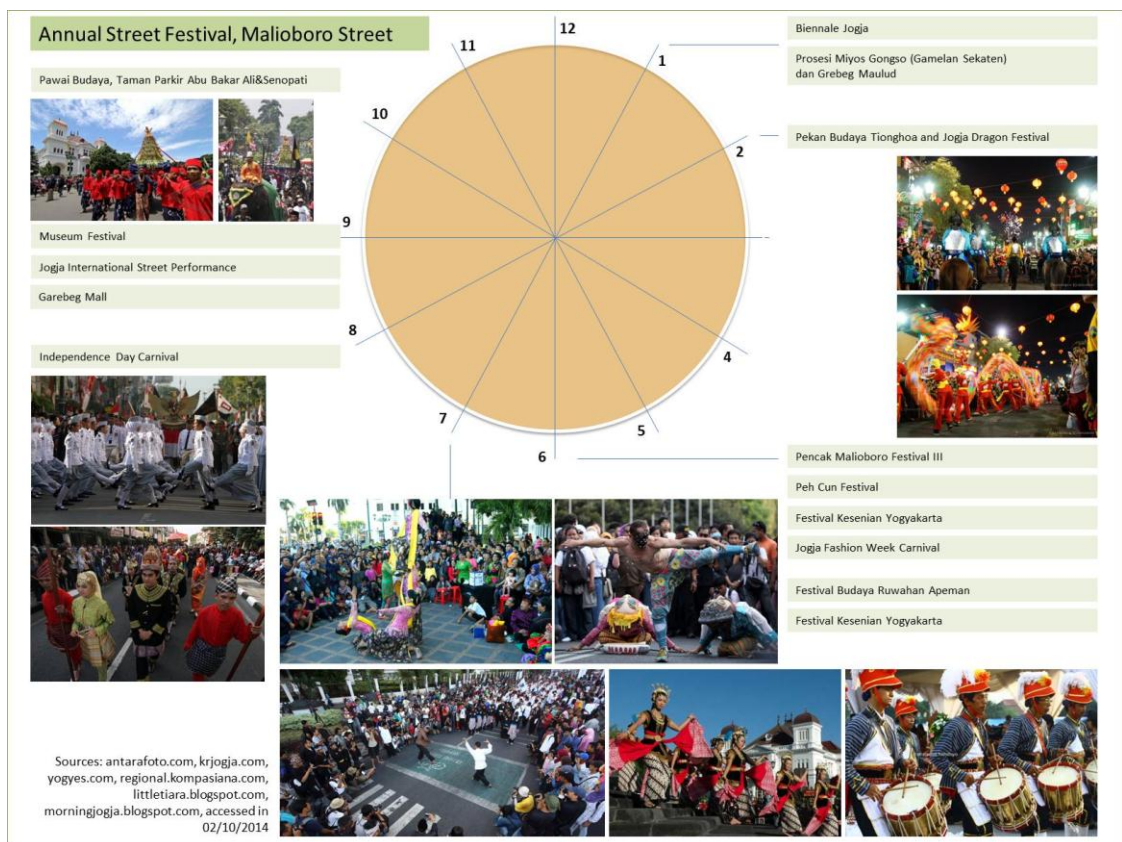 Annual Street Festival, Malioboro Street
Pawai Budaya, Taman Parkir Abu Bakar Ali&Senopati
Museum Festival
Jogja International Street Performance
Garebeg Mall
Independence Day Carnival
12
11
1
10
2
9
8
4
7
5
6
Biennale Jogja
Prosesi Miyos Gongso (Gamelan Sekaten)
dan Grebeg Maulud
Pekan Budaya Tionghoa and Jogja Dragon Festival
Pencak Malioboro Festival III
Peh Cun Festival
Festival Kesenian Yogyakarta
Jogja Fashion Week Carnival
Festival Budaya Ruwahan Apeman
Festival Kesenian Yogyakarta
Sources: antarafoto.com, krjogja.com,
yogyes.com, regional.kompasiana.com,
littletiara.blogspot.com,
morningjogja.blogspot.com, accessed in
02/10/2014